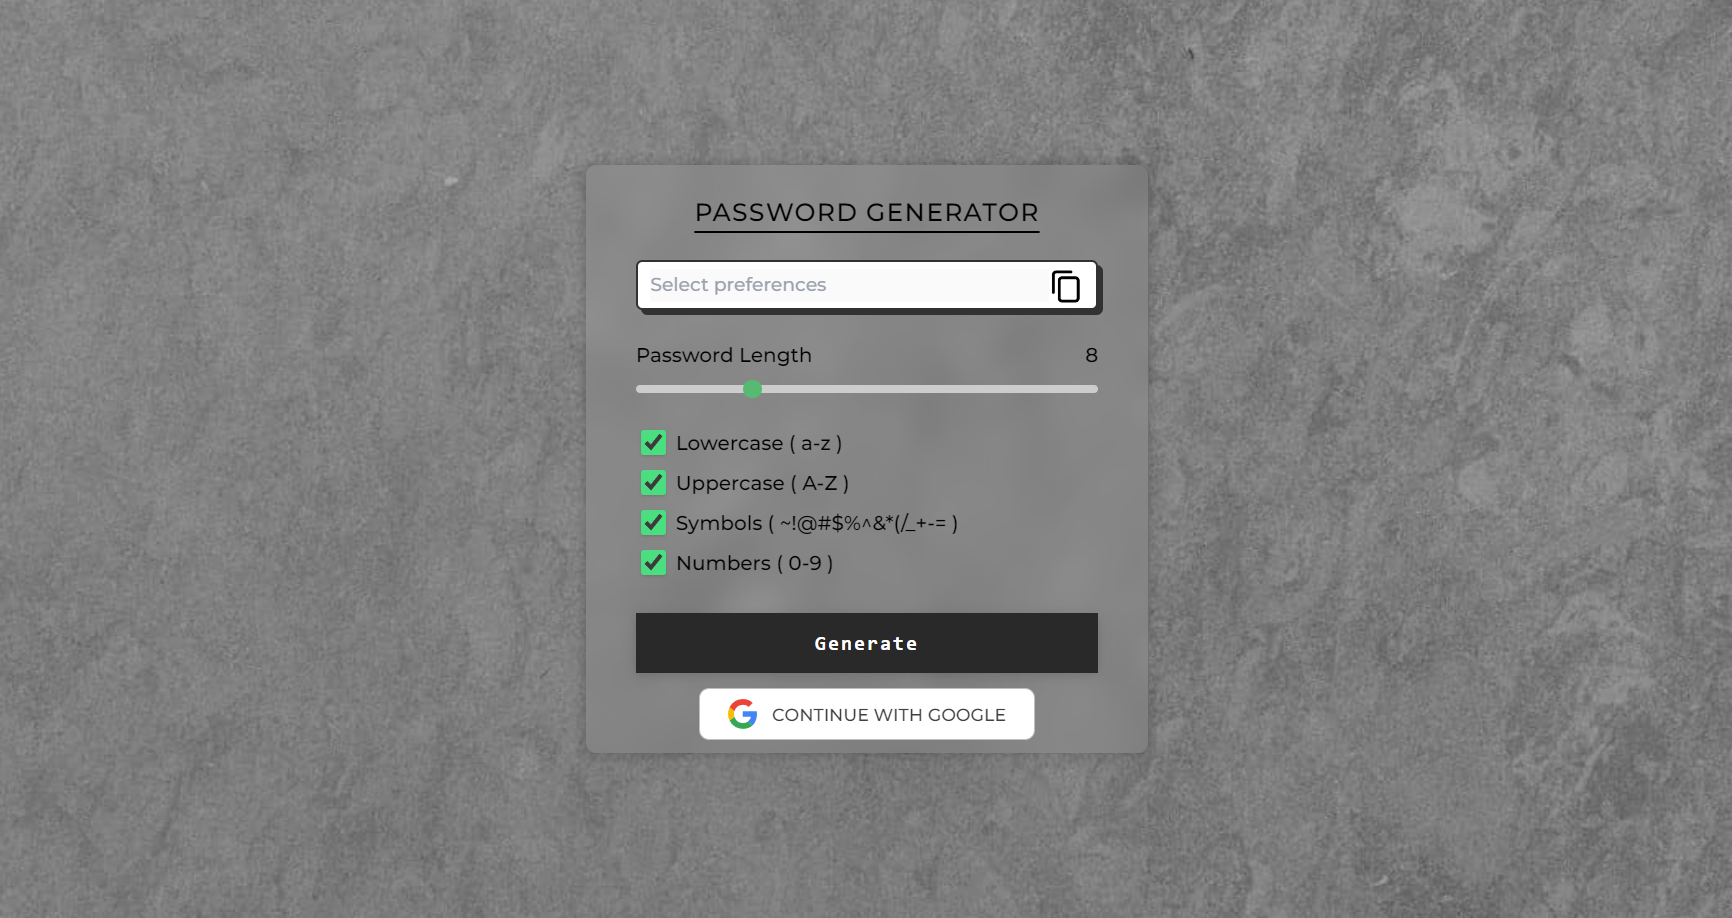 PASSWORD GENERATOR
Select preferences
Password Length 8
Lowercase ( a-z )
Uppercase ( A-Z )
Symbols ( ~!@#$%^&*(/_+-= )
Numbers ( 0-9 )
Generate
CONTINUE WITH GOOGLE